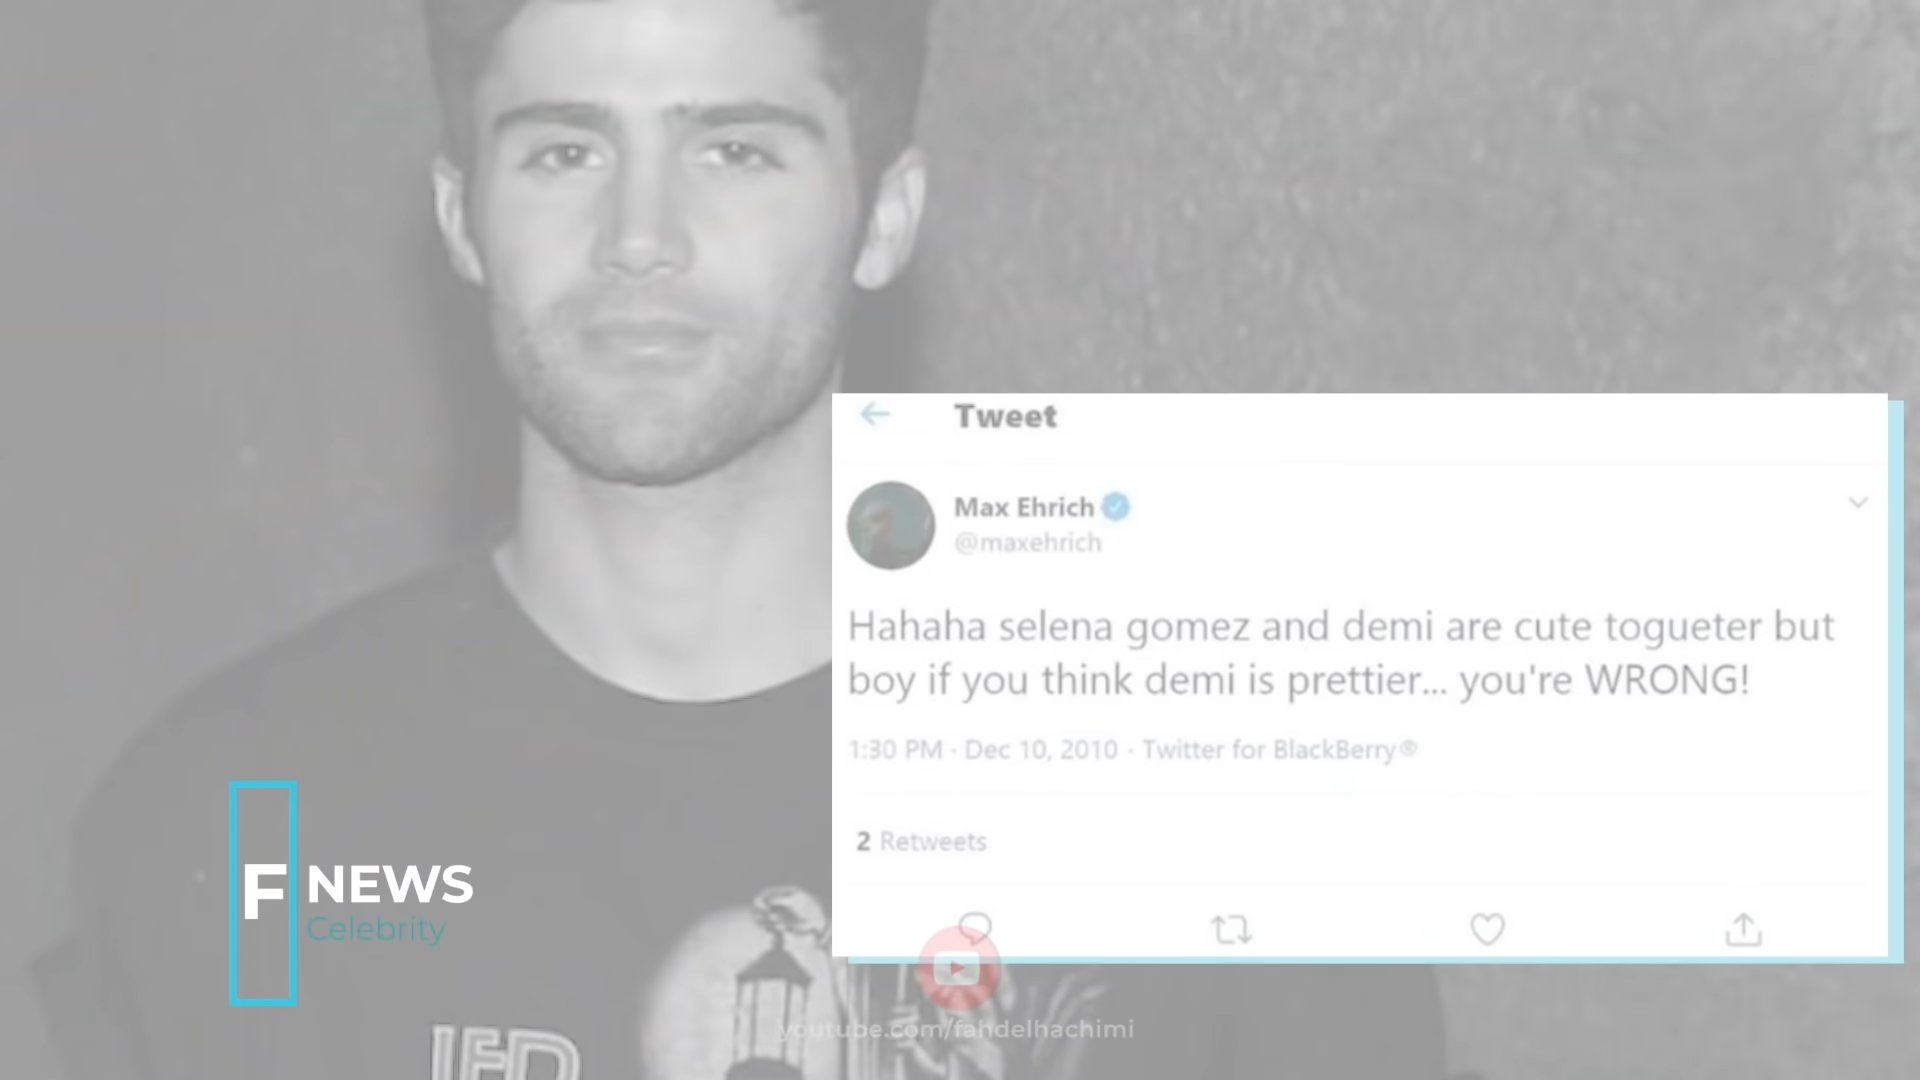 Tweet
Max Ehrich
@maxehrich
Hahaha selena gomez and demi are cute togueter but
boy if you think demi is prettier... you're WRONG!
1:30 PM · Dec 10, 2010 · Twitter for BlackBerry®
2 Retweets
F NEWS
Celebrity
youtube.com/fahdelhachimi